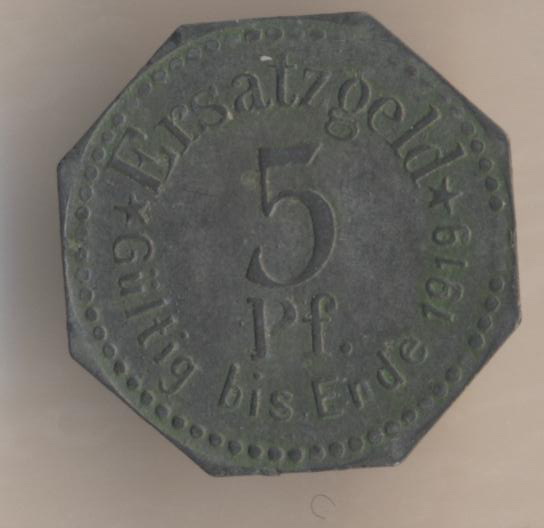 Ersatzgeld
5
Pf.
Gültig bis Ende 1919